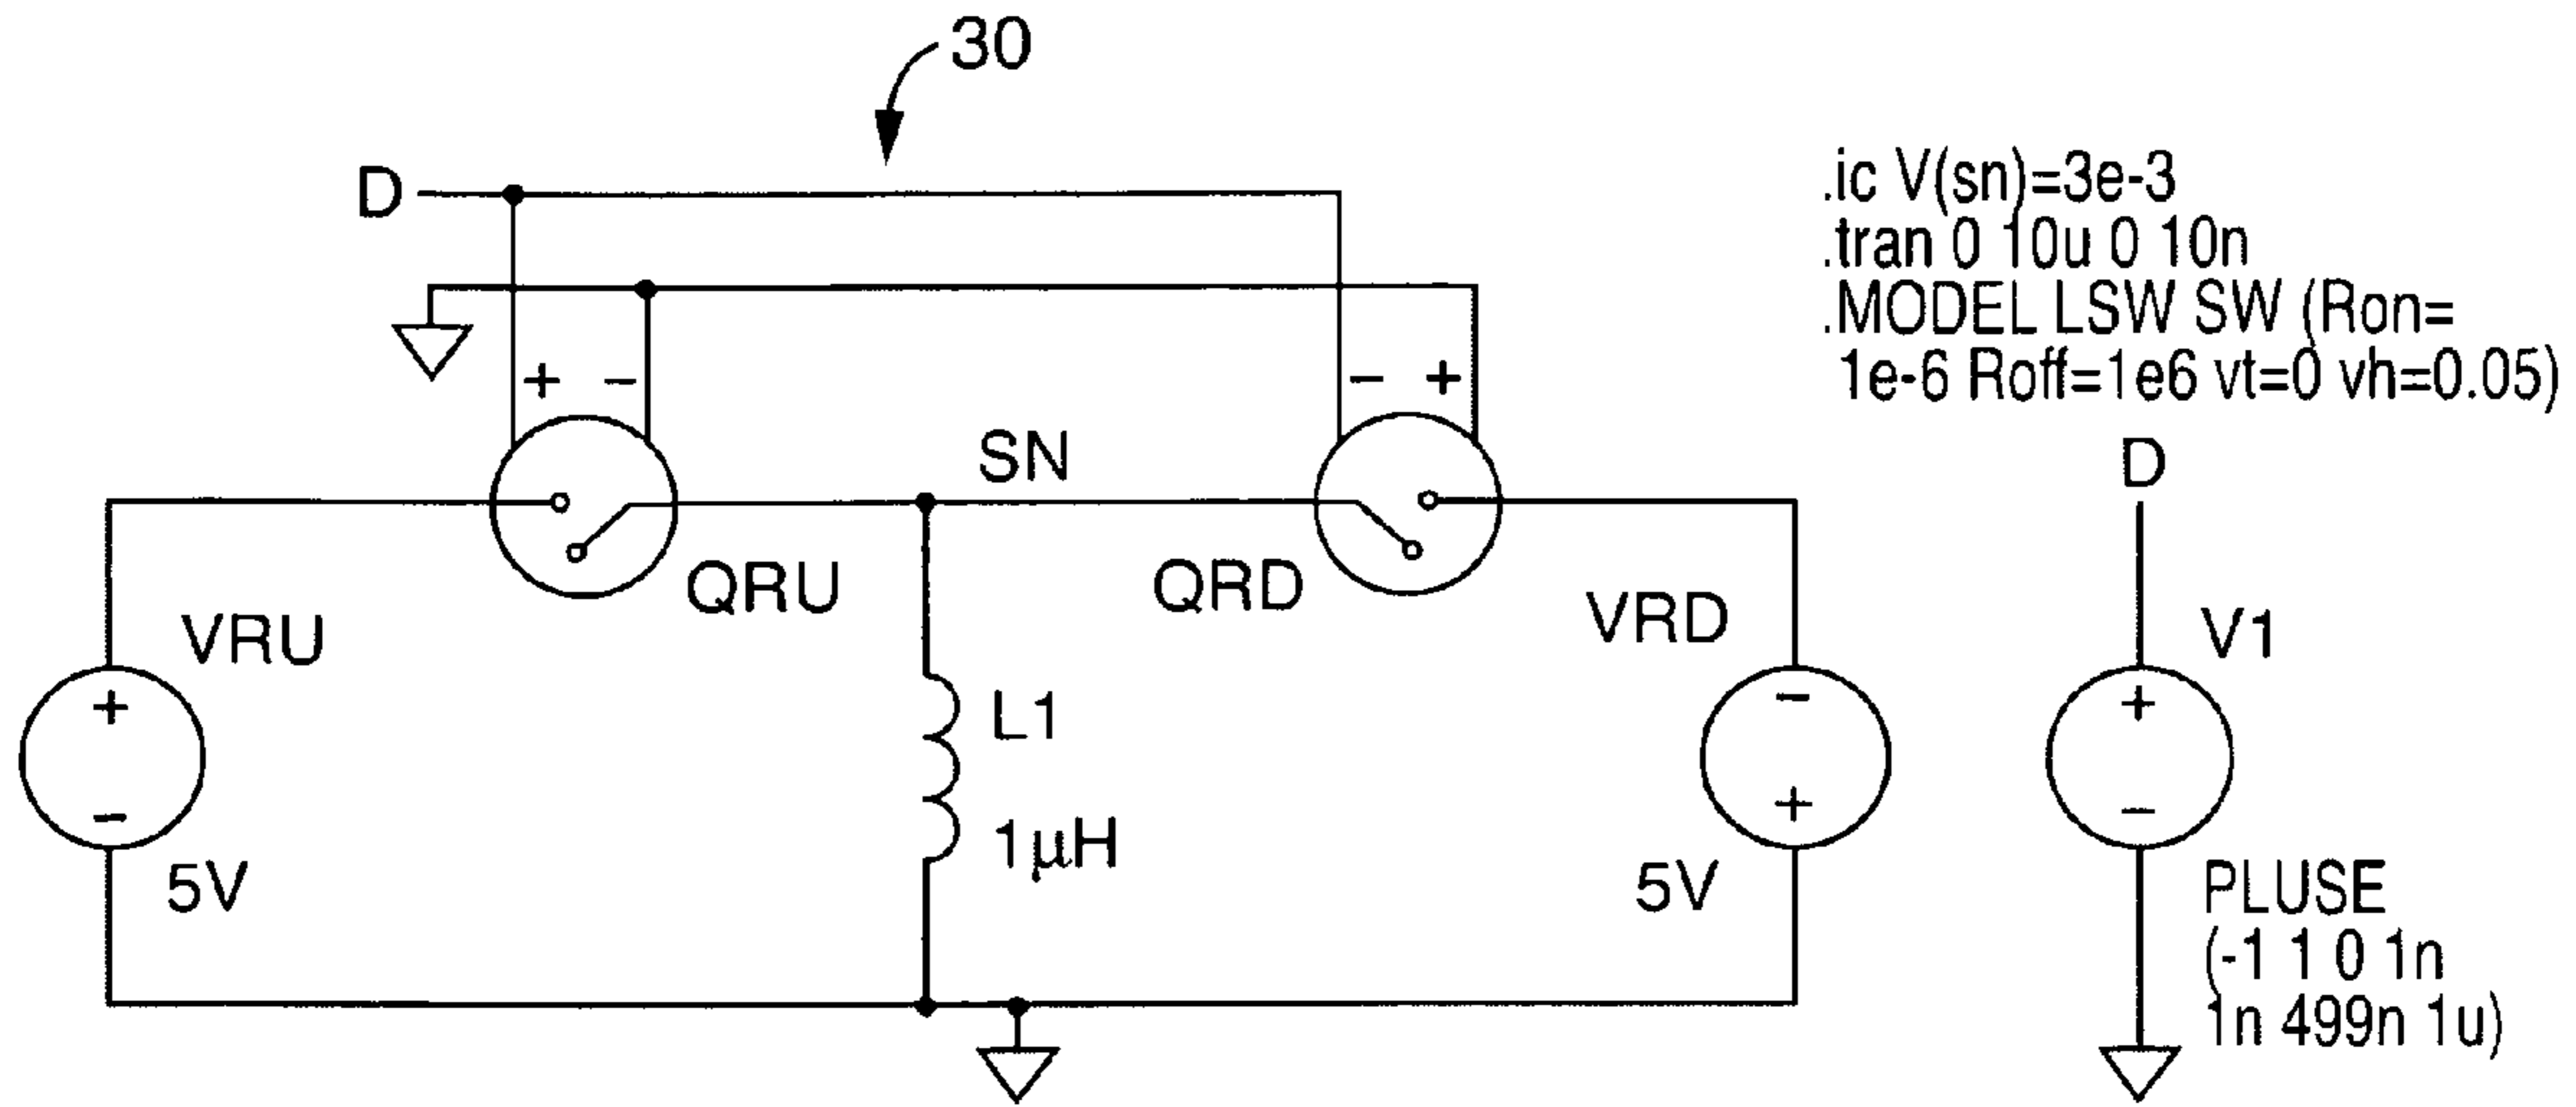 30
D
.ic V(sn)=3e-3
.tran 0 10u 0 10n
.MODEL LSW SW (Ron=
1e-6 Roff=1e6 vt=0 vh=0.05)
+ −
− +
SN
D
QRU
QRD
VRU
VRD
V1
+
−
+
L1
−
+
−
1µH
5V
5V
PLUSE
(-1 1 0 1n
1n 499n 1u)